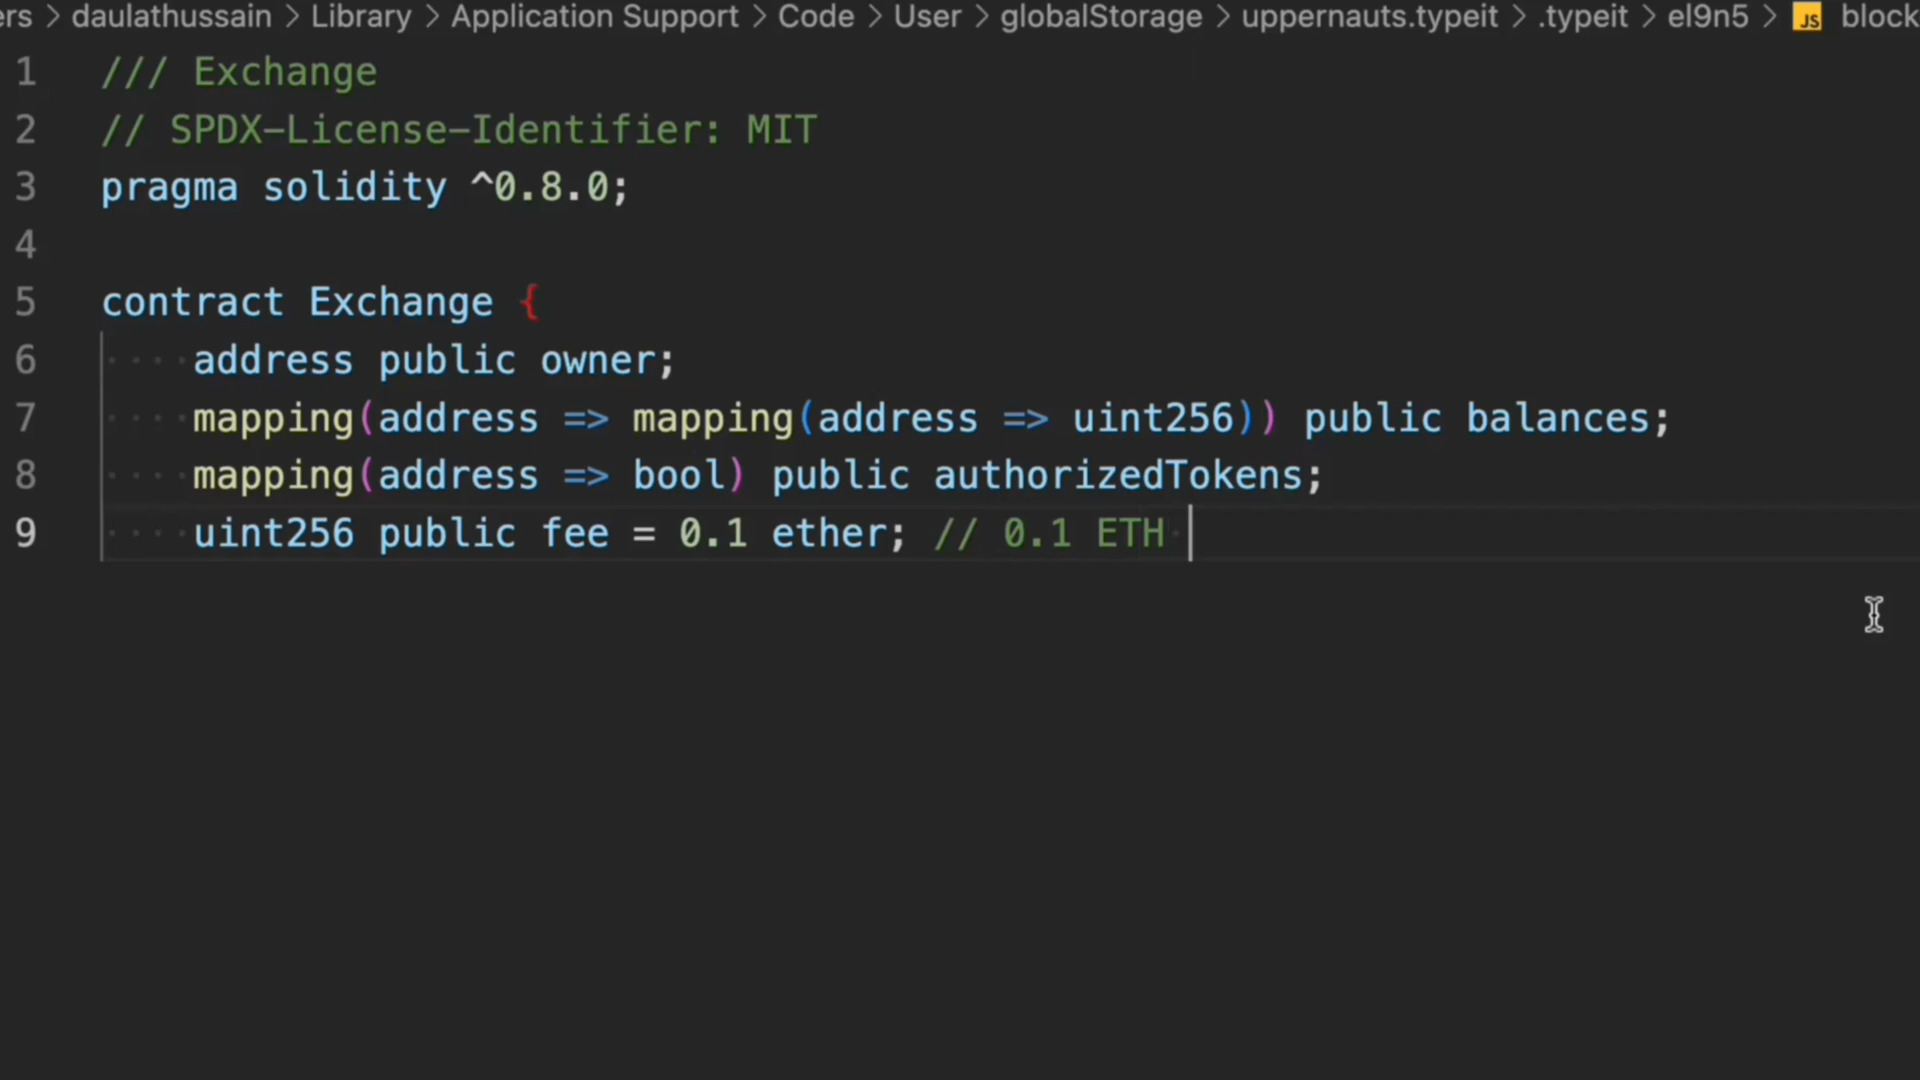 ers > daulathussain > Library > Application Support > Code > User > globalStorage > uppernauts.typeit > .typeit > el9n5 > JS block
1 /// Exchange
2 // SPDX-License-Identifier: MIT
3 pragma solidity ^0.8.0;
4
5 contract Exchange {
6 address public owner;
7 mapping(address => mapping(address => uint256)) public balances;
8 mapping(address => bool) public authorizedTokens;
9 uint256 public fee = 0.1 ether; // 0.1 ETH